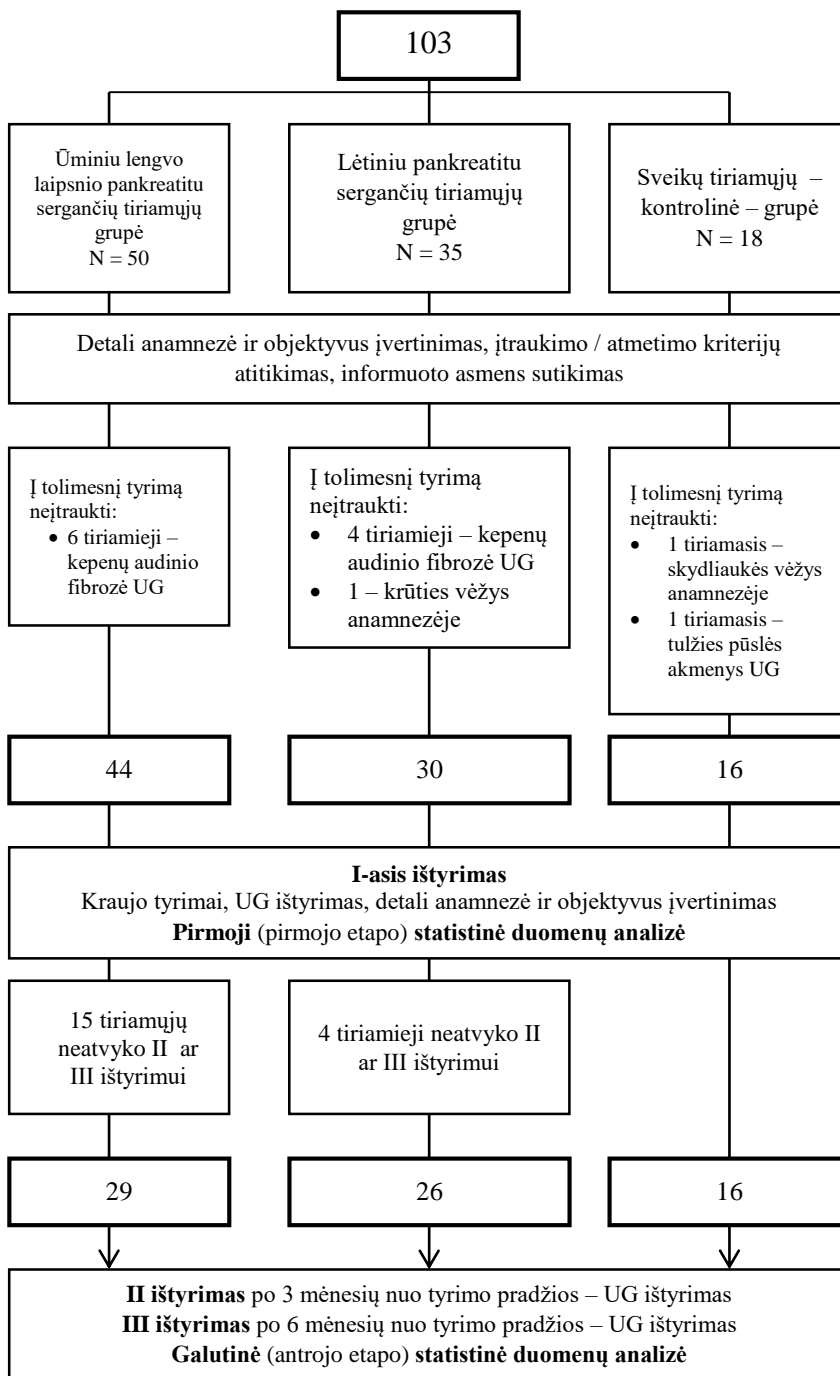 103
Ūminiu lengvo
laipsnio pankreatitu
sergančių tiriamųjų
grupė
N = 50
Lėtiniu pankreatitu
sergančių tiriamųjų
grupė
N = 35
Sveikų tiriamųjų –
kontrolinė – grupė
N = 18
Detali anamnezė ir objektyvus įvertinimas, įtraukimo / atmetimo kriterijų
atitikimas, informuoto asmens sutikimas
Į tolimesnį tyrimą
neįtraukti:
• 6 tiriamieji –
kepenų audinio
fibrozė UG
Į tolimesnį tyrimą
neįtraukti:
• 4 tiriamieji – kepenų
audinio fibrozė UG
• 1 – krūties vėžys
anamnezėje
Į tolimesnį tyrimą
neįtraukti:
• 1 tiriamasis –
skydliaukės vėžys
anamnezėje
• 1 tiriamasis –
tulžies pūslės
akmenys UG
44
30
16
I-asis ištyrimas
Kraujo tyrimai, UG ištyrimas, detali anamnezė ir objektyvus įvertinimas
Pirmoji (pirmojo etapo) statistinė duomenų analizė
15 tiriamųjų
neatvyko II ar
III ištyrimui
4 tiriamieji neatvyko II
ar III ištyrimui
29
26
16
II ištyrimas po 3 mėnesių nuo tyrimo pradžios – UG ištyrimas
III ištyrimas po 6 mėnesių nuo tyrimo pradžios – UG ištyrimas
Galutinė (antrojo etapo) statistinė duomenų analizė